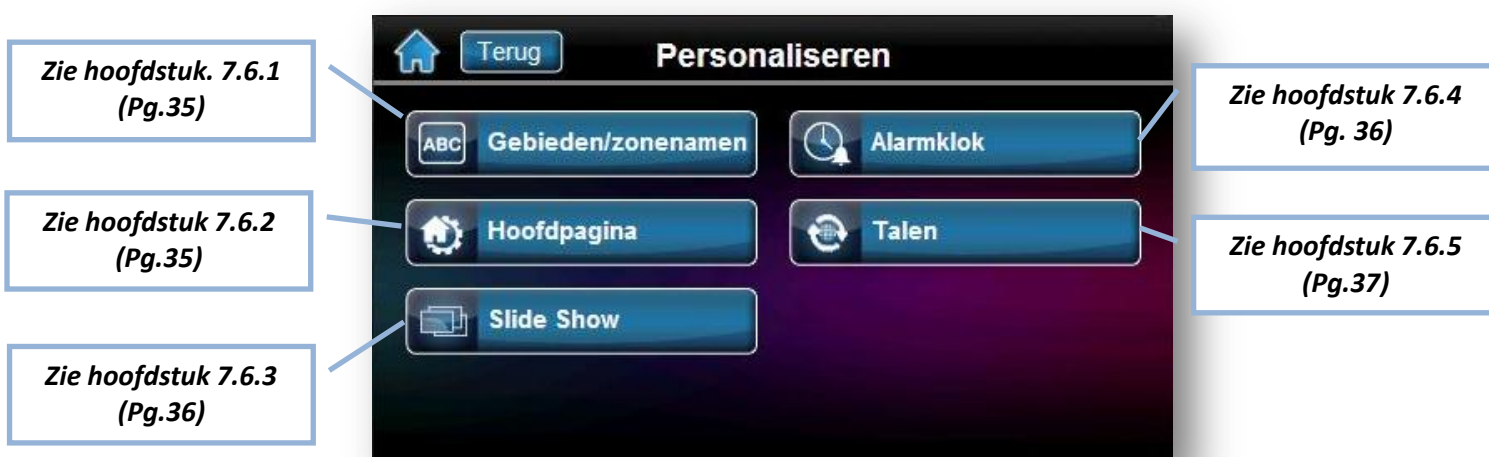 Zie hoofdstuk. 7.6.1
(Pg.35)
Zie hoofdstuk 7.6.2
(Pg.35)
Zie hoofdstuk 7.6.3
(Pg.36)
Terug
Personaliseren
ABC
Gebieden/zonenamen
Alarmklok
Hoofdpagina
Talen
Slide Show
Zie hoofdstuk 7.6.4
(Pg. 36)
Zie hoofdstuk 7.6.5
(Pg.37)